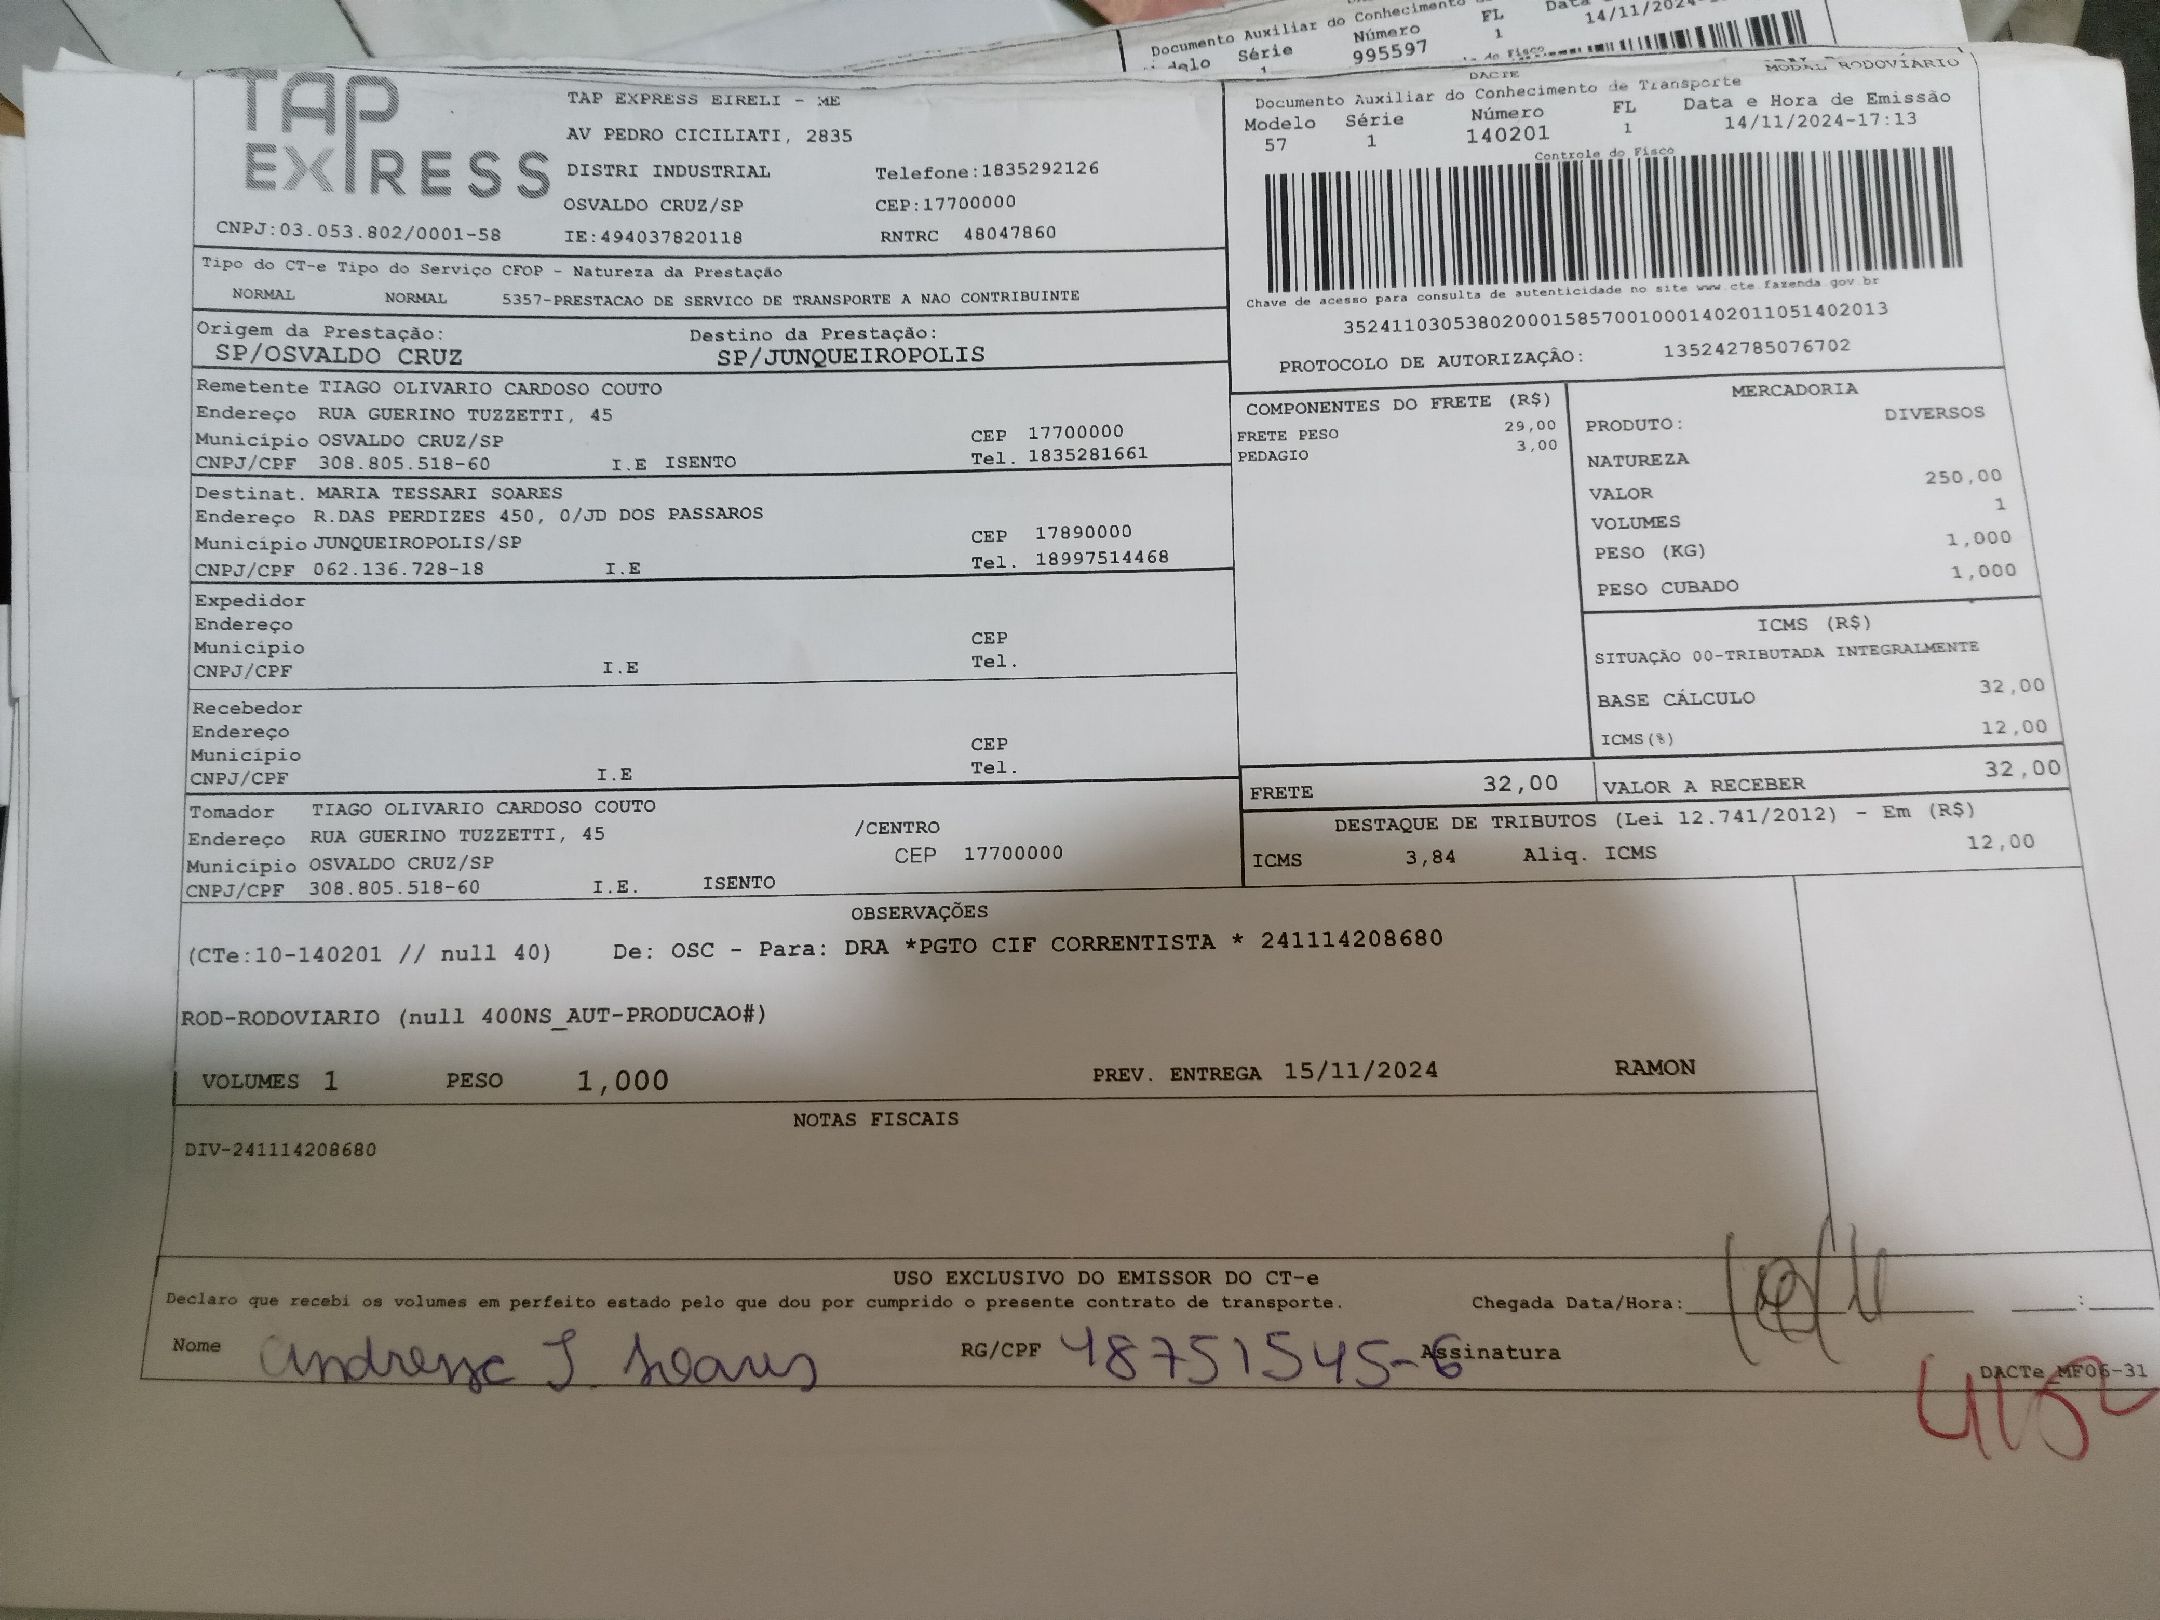 Documento Auxiliar do Conhecimento
Série Número FL
995597 1 14/11/2024
TAP EXPRESS
TAP EXPRESS EIRELI - ME
AV PEDRO CICILIATI, 2835
DISTRI INDUSTRIAL Telefone:1835292126
OSVALDO CRUZ/SP CEP:17700000
CNPJ:03.053.802/0001-58 IE:494037820118 RNTRC 48047860
DACTE MODAL RODOVIARIO
Documento Auxiliar do Conhecimento de Transporte
Modelo Série Número FL Data e Hora de Emissão
57 1 140201 1 14/11/2024-17:13
Controle do Fisco
Chave de acesso para consulta de autenticidade no site www.cte.fazenda.gov.br
35241103053802000158570010001402011051402013
PROTOCOLO DE AUTORIZAÇÃO: 135242785076702
Tipo do CT-e Tipo do Serviço CFOP - Natureza da Prestação
NORMAL NORMAL 5357-PRESTACAO DE SERVICO DE TRANSPORTE A NAO CONTRIBUINTE
Origem da Prestação: Destino da Prestação:
SP/OSVALDO CRUZ SP/JUNQUEIROPOLIS
Remetente TIAGO OLIVARIO CARDOSO COUTO
Endereço RUA GUERINO TUZZETTI, 45
Município OSVALDO CRUZ/SP CEP 17700000
CNPJ/CPF 308.805.518-60 I.E ISENTO Tel. 1835281661
Destinat. MARIA TESSARI SOARES
Endereço R.DAS PERDIZES 450, 0/JD DOS PASSAROS
Município JUNQUEIROPOLIS/SP CEP 17890000
CNPJ/CPF 062.136.728-18 I.E Tel. 18997514468
Expedidor
Endereço
Município CEP
CNPJ/CPF I.E Tel.
Recebedor
Endereço
Município CEP
CNPJ/CPF I.E Tel.
Tomador TIAGO OLIVARIO CARDOSO COUTO
Endereço RUA GUERINO TUZZETTI, 45 /CENTRO
Município OSVALDO CRUZ/SP CEP 17700000
CNPJ/CPF 308.805.518-60 I.E. ISENTO
COMPONENTES DO FRETE (R$)
FRETE PESO 29,00
PEDAGIO 3,00
MERCADORIA
PRODUTO: DIVERSOS
NATUREZA
VALOR 250,00
VOLUMES 1
PESO (KG) 1,000
PESO CUBADO 1,000
ICMS (R$)
SITUAÇÃO 00-TRIBUTADA INTEGRALMENTE
BASE CÁLCULO 32,00
ICMS(%) 12,00
FRETE 32,00 VALOR A RECEBER 32,00
DESTAQUE DE TRIBUTOS (Lei 12.741/2012) - Em (R$)
ICMS 3,84 Aliq. ICMS 12,00
OBSERVAÇÕES
(CTe:10-140201 // null 40) De: OSC - Para: DRA *PGTO CIF CORRENTISTA * 241114208680
ROD-RODOVIARIO (null 400NS_AUT-PRODUCAO#)
VOLUMES 1 PESO 1,000 PREV. ENTREGA 15/11/2024 RAMON
NOTAS FISCAIS
DIV-241114208680
USO EXCLUSIVO DO EMISSOR DO CT-e
Declaro que recebi os volumes em perfeito estado pelo que dou por cumprido o presente contrato de transporte. Chegada Data/Hora:
Nome Andresse T. Soares RG/CPF 48751545-6 Assinatura
DACTe_MF06-31